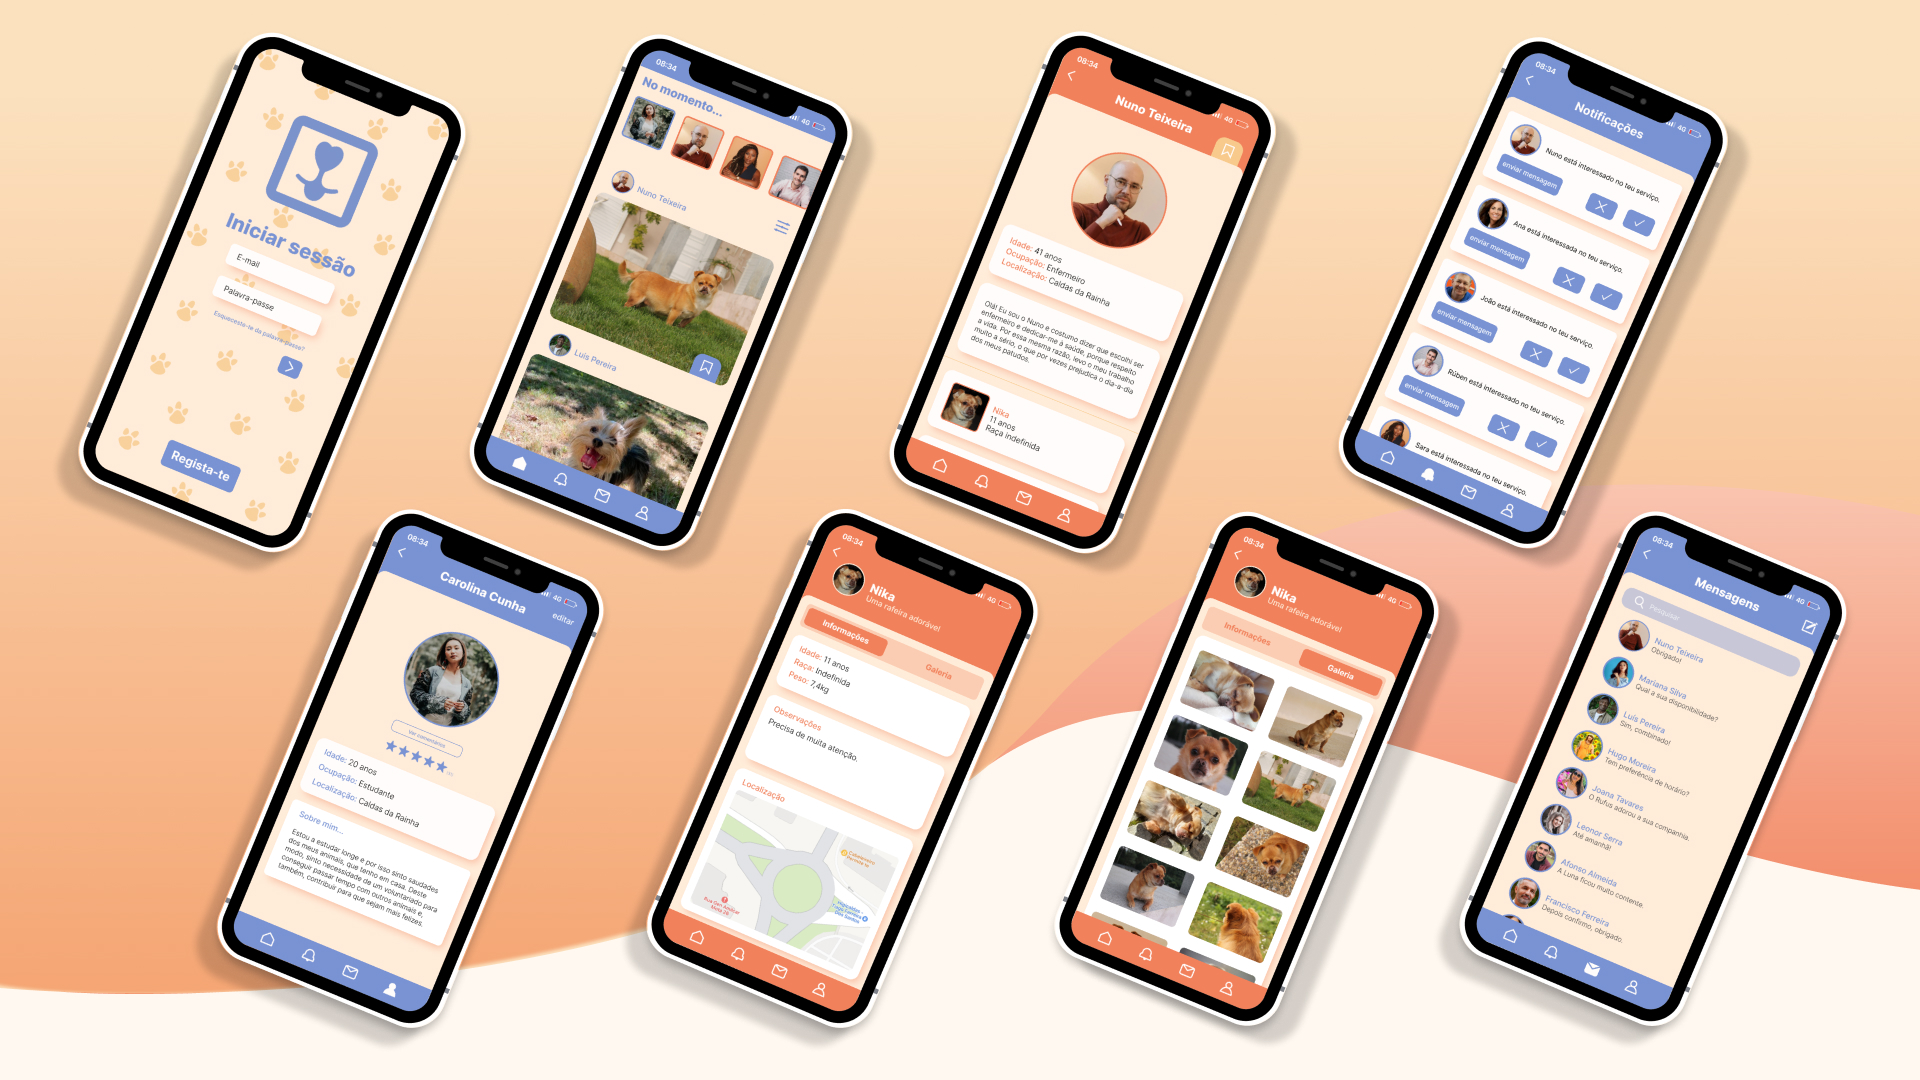 Iniciar sessão
E-mail
Palavra-passe
Esqueceste-te da palavra-passe?
Regista-te
08:34
4G
No momento...
Nuno Teixeira
Luís Pereira
08:34
4G
Nuno Teixeira
Idade: 41 anos
Ocupação: Enfermeiro
Localização: Caldas da Rainha
Olá! Eu sou o Nuno e costumo dizer que escolhi ser
enfermeiro e dedicar-me à saúde, porque respeito
a vida. Por essa mesma razão, levo o meu trabalho
muito a sério, o que por vezes prejudica o dia-a-dia
dos meus patudos.
Nika
11 anos
Raça indefinida
08:34
4G
Notificações
Nuno está interessado no teu serviço.
enviar mensagem
Ana está interessada no teu serviço.
enviar mensagem
João está interessado no teu serviço.
enviar mensagem
Rúben está interessado no teu serviço.
enviar mensagem
Sara está interessada no teu serviço.
08:34
4G
Carolina Cunha
editar
Ver comentários
Idade: 20 anos
Ocupação: Estudante
Localização: Caldas da Rainha
Sobre mim...
Estou a estudar longe e por isso sinto saudades
dos meus animais, que tenho em casa. Deste
modo, sinto necessidade de um voluntariado para
conseguir passar tempo com outros animais e,
também, contribuir para que sejam mais felizes.
08:34
4G
Nika
Uma rafeira adorável
Informações
Galeria
Idade: 11 anos
Raça: Indefinida
Peso: 7,4kg
Observações
Precisa de muita atenção.
Localização
08:34
4G
Nika
Uma rafeira adorável
Informações
Galeria
08:34
4G
Mensagens
Pesquisar
Nuno Teixeira
Obrigado!
Mariana Silva
Qual a sua disponibilidade?
Luís Pereira
Sim, combinado!
Hugo Moreira
Tem preferência de horário?
Joana Tavares
O Rufus adorou a sua companhia.
Leonor Serra
Até amanhã!
Afonso Almeida
A Luna ficou muito contente.
Francisco Ferreira
Depois confirmo, obrigado.